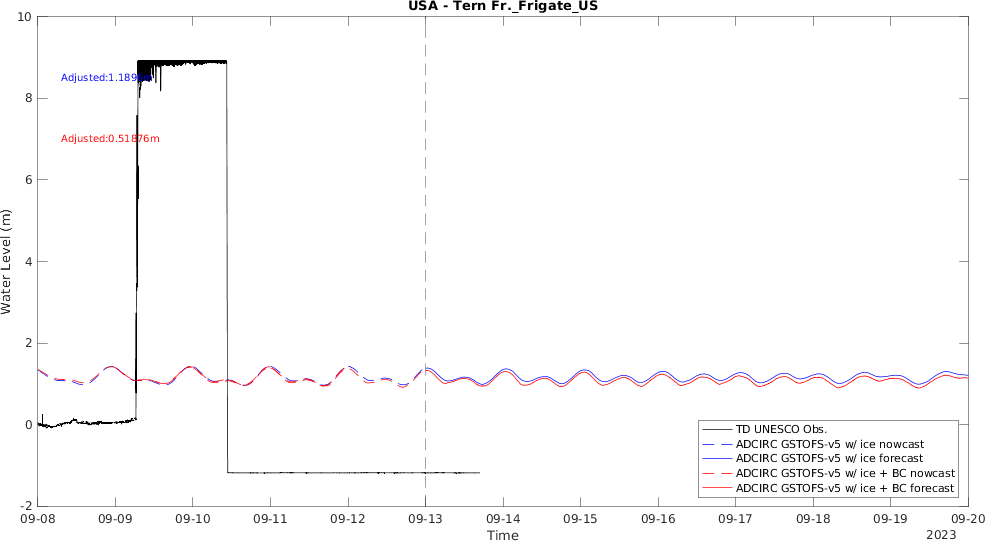 USA - Tern Fr._Frigate_US
10
8
6
4
2
0
-2
Water Level (m)
Adjusted:0.51876m
TD UNESCO Obs.
ADCIRC GSTOFS-v5 w/ ice nowcast
ADCIRC GSTOFS-v5 w/ ice forecast
ADCIRC GSTOFS-v5 w/ ice + BC nowcast
ADCIRC GSTOFS-v5 w/ ice + BC forecast
09-08 09-09 09-10 09-11 09-12 09-13 09-14 09-15 09-16 09-17 09-18 09-19 09-20
Time
2023